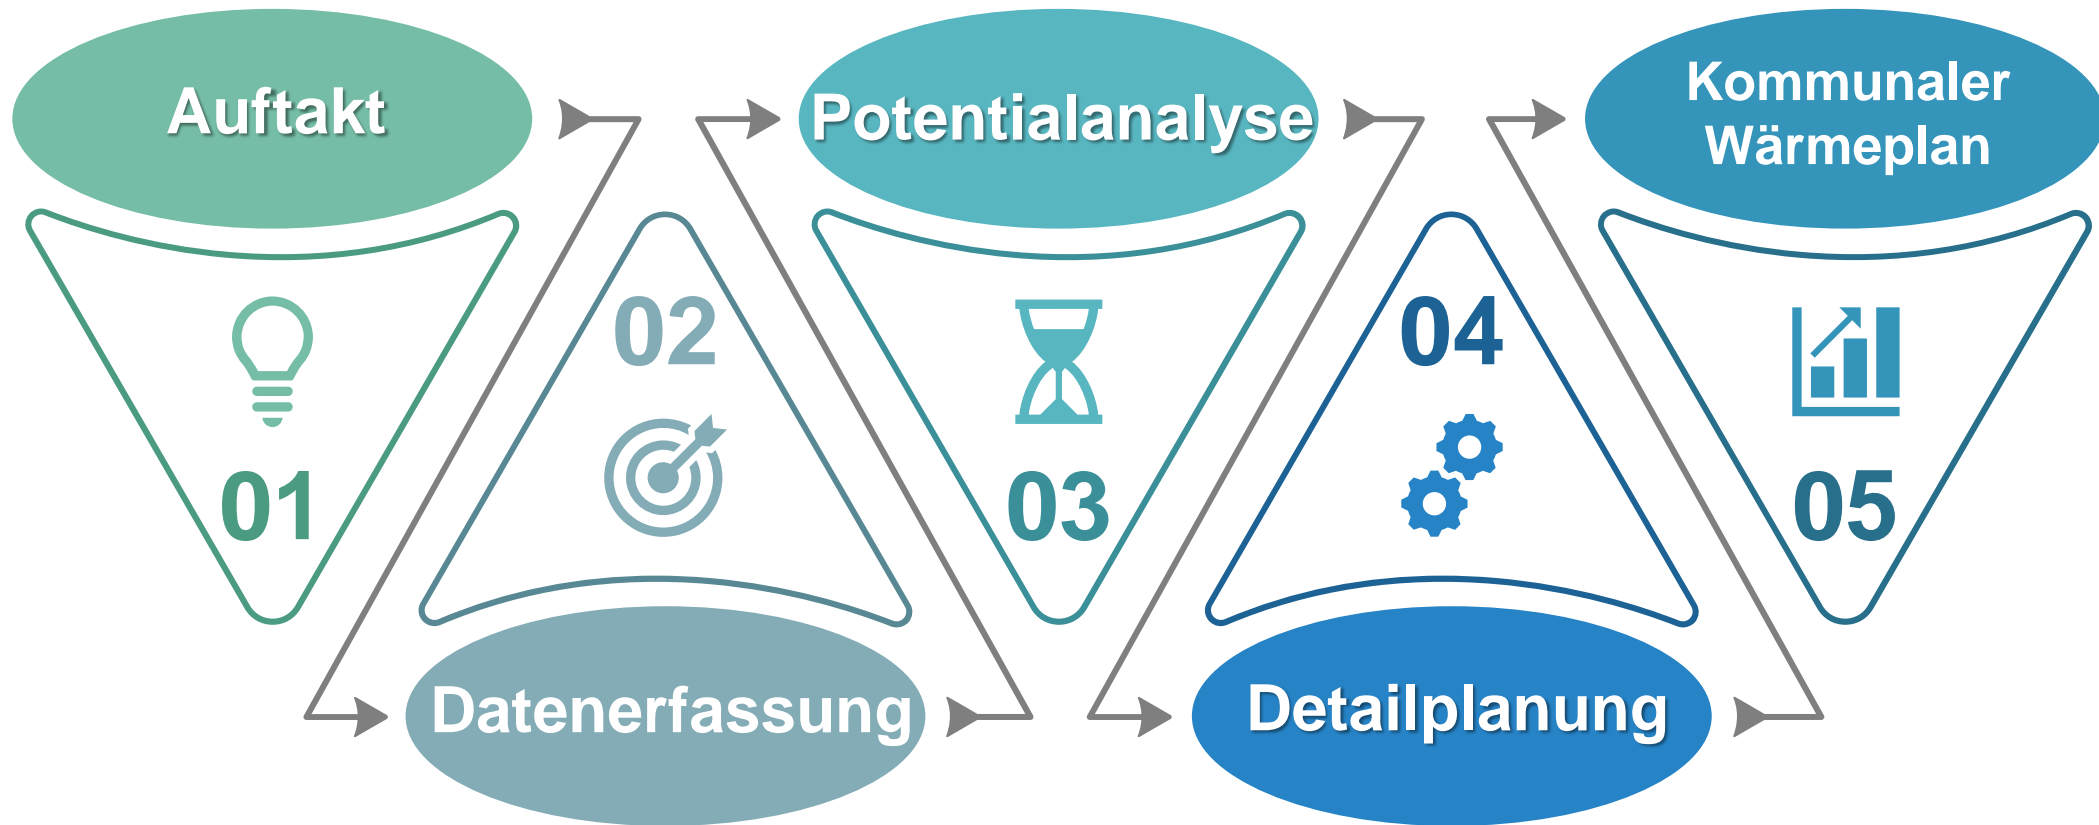 Auftakt
01
02
Datenerfassung
Potentialanalyse
03
04
Detailplanung
Kommunaler
Wärmeplan
05